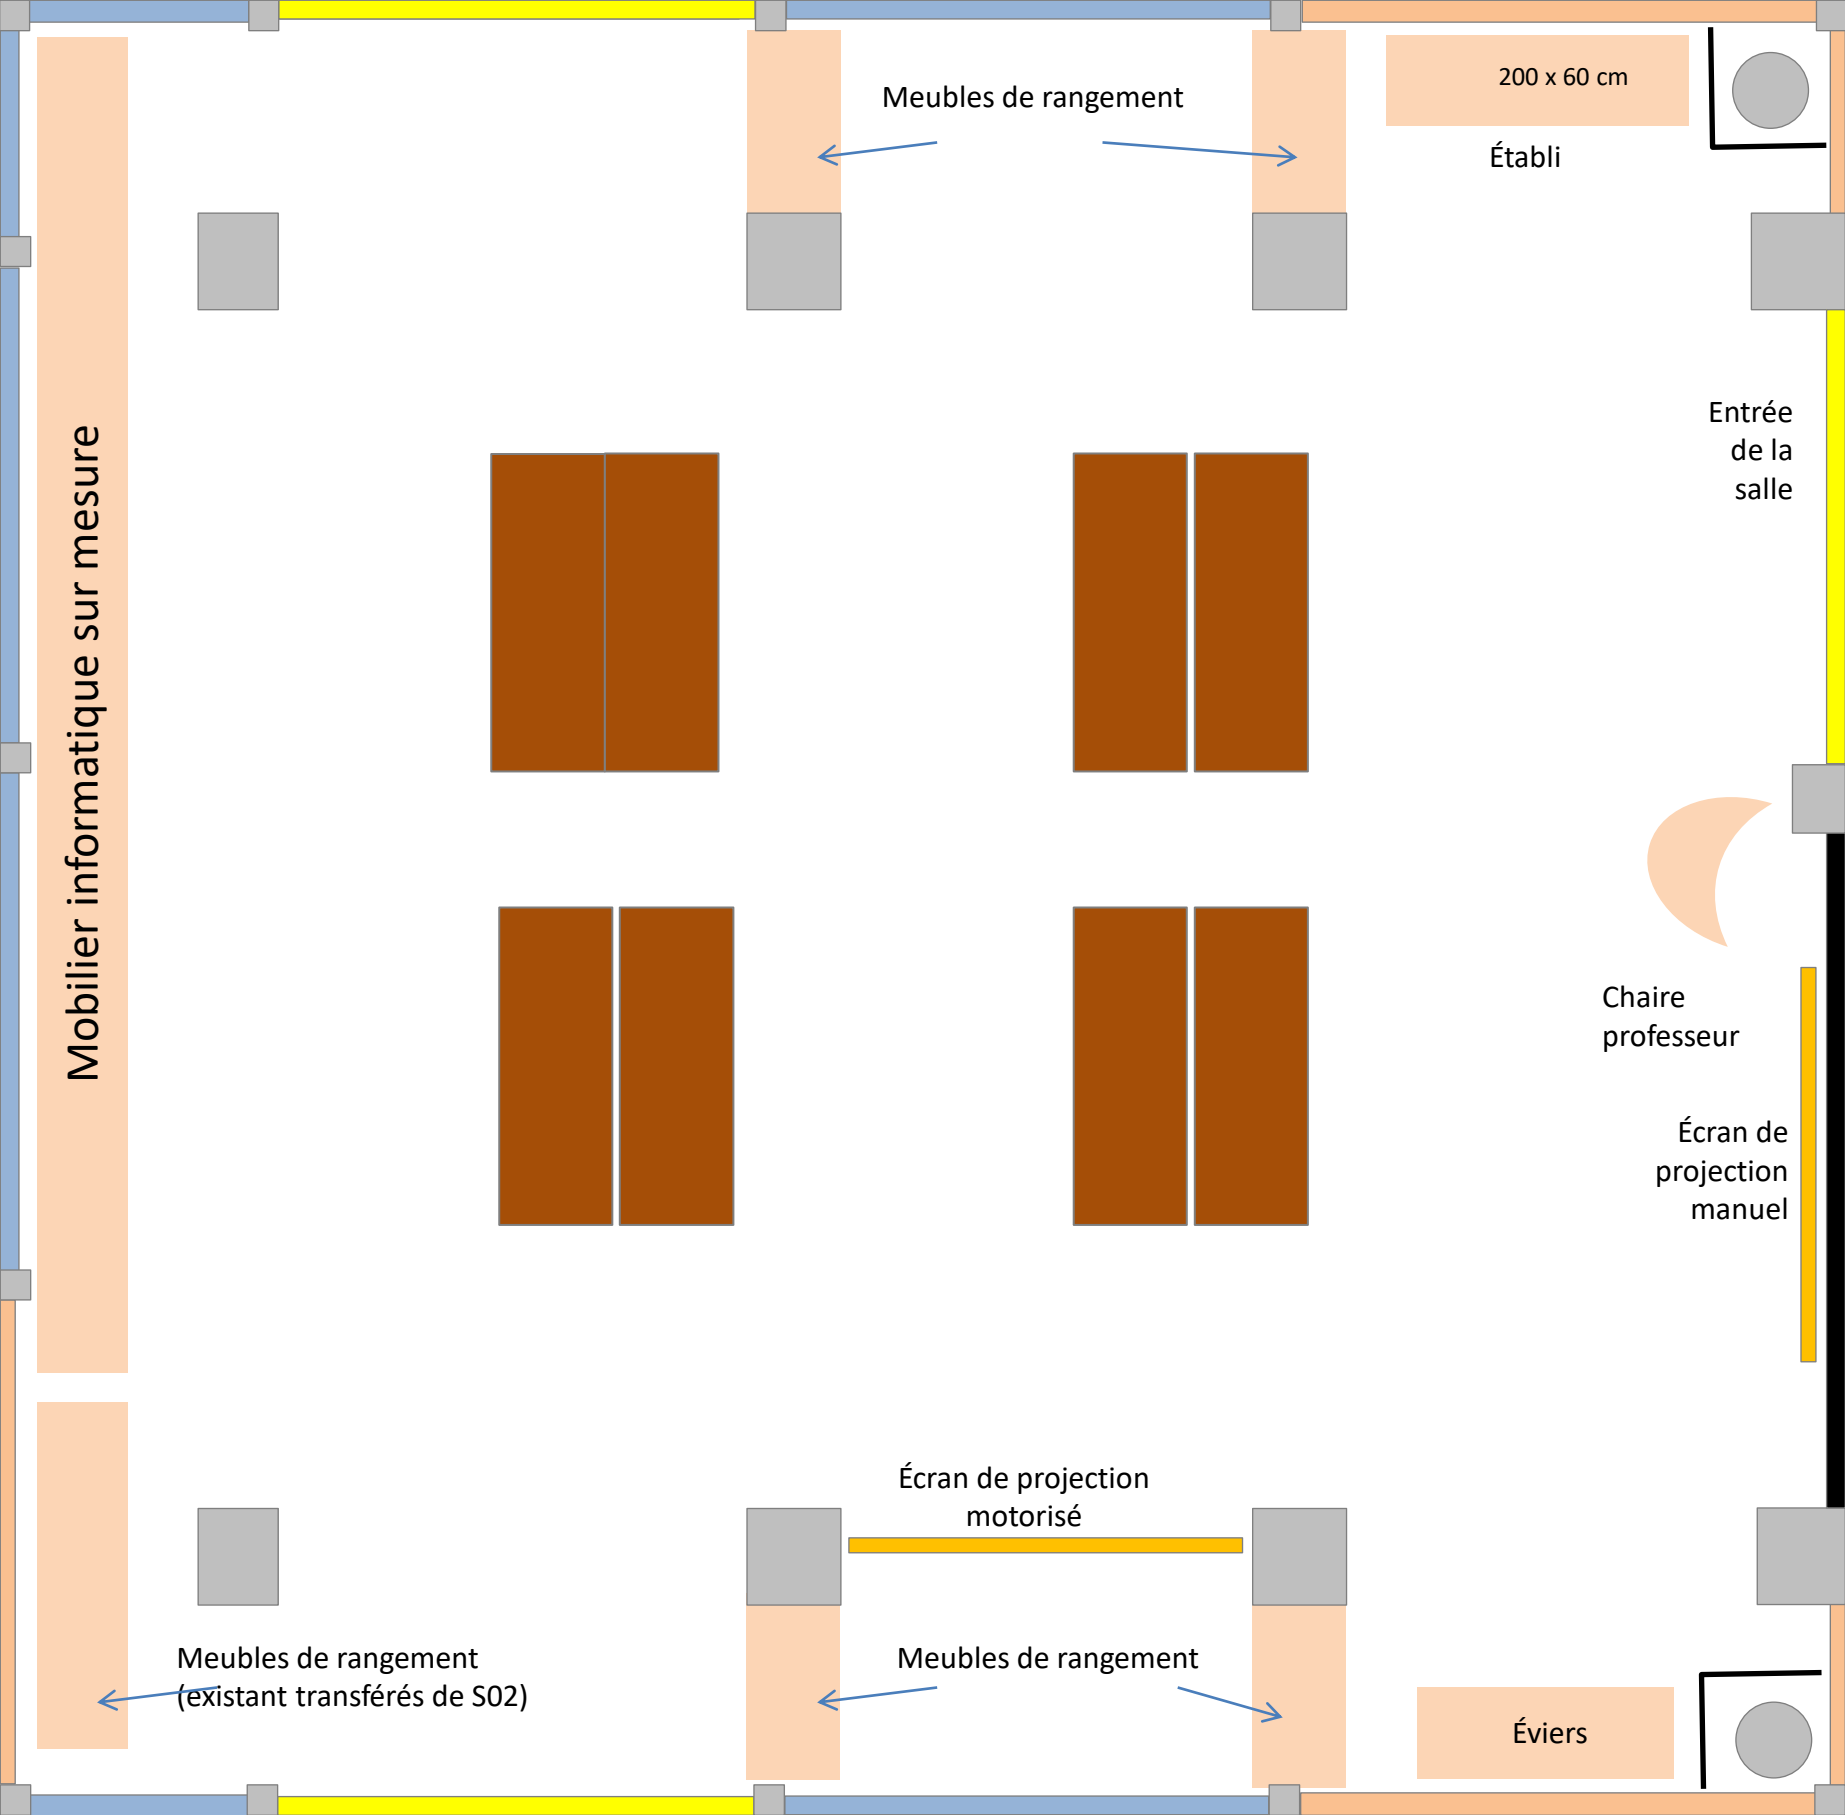 Meubles de rangement
200 x 60 cm
Établi
Entrée
de la
salle
Mobilier informatique sur mesure
Chaire
professeur
Écran de
projection
manuel
Écran de projection
motorisé
Meubles de rangement
(existant transférés de S02)
Meubles de rangement
Éviers